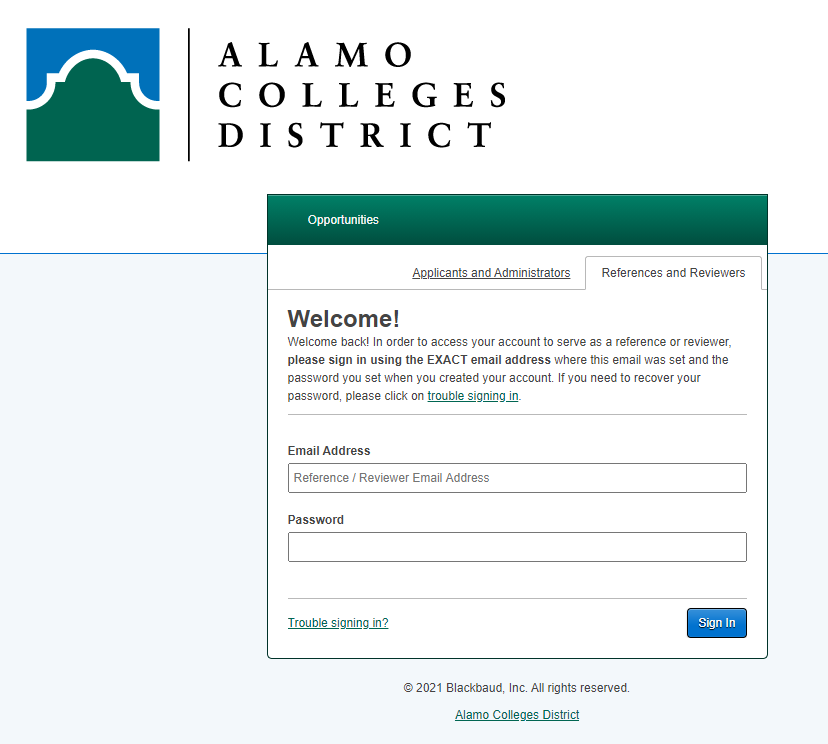 ALAMO
COLLEGES
DISTRICT
Opportunities
Applicants and Administrators
References and Reviewers
Welcome!
Welcome back! In order to access your account to serve as a reference or reviewer,
please sign in using the EXACT email address where this email was set and the
password you set when you created your account. If you need to recover your
password, please click on trouble signing in.
Email Address
Reference / Reviewer Email Address
Password
Trouble signing in?
Sign In
© 2021 Blackbaud, Inc. All rights reserved.
Alamo Colleges District